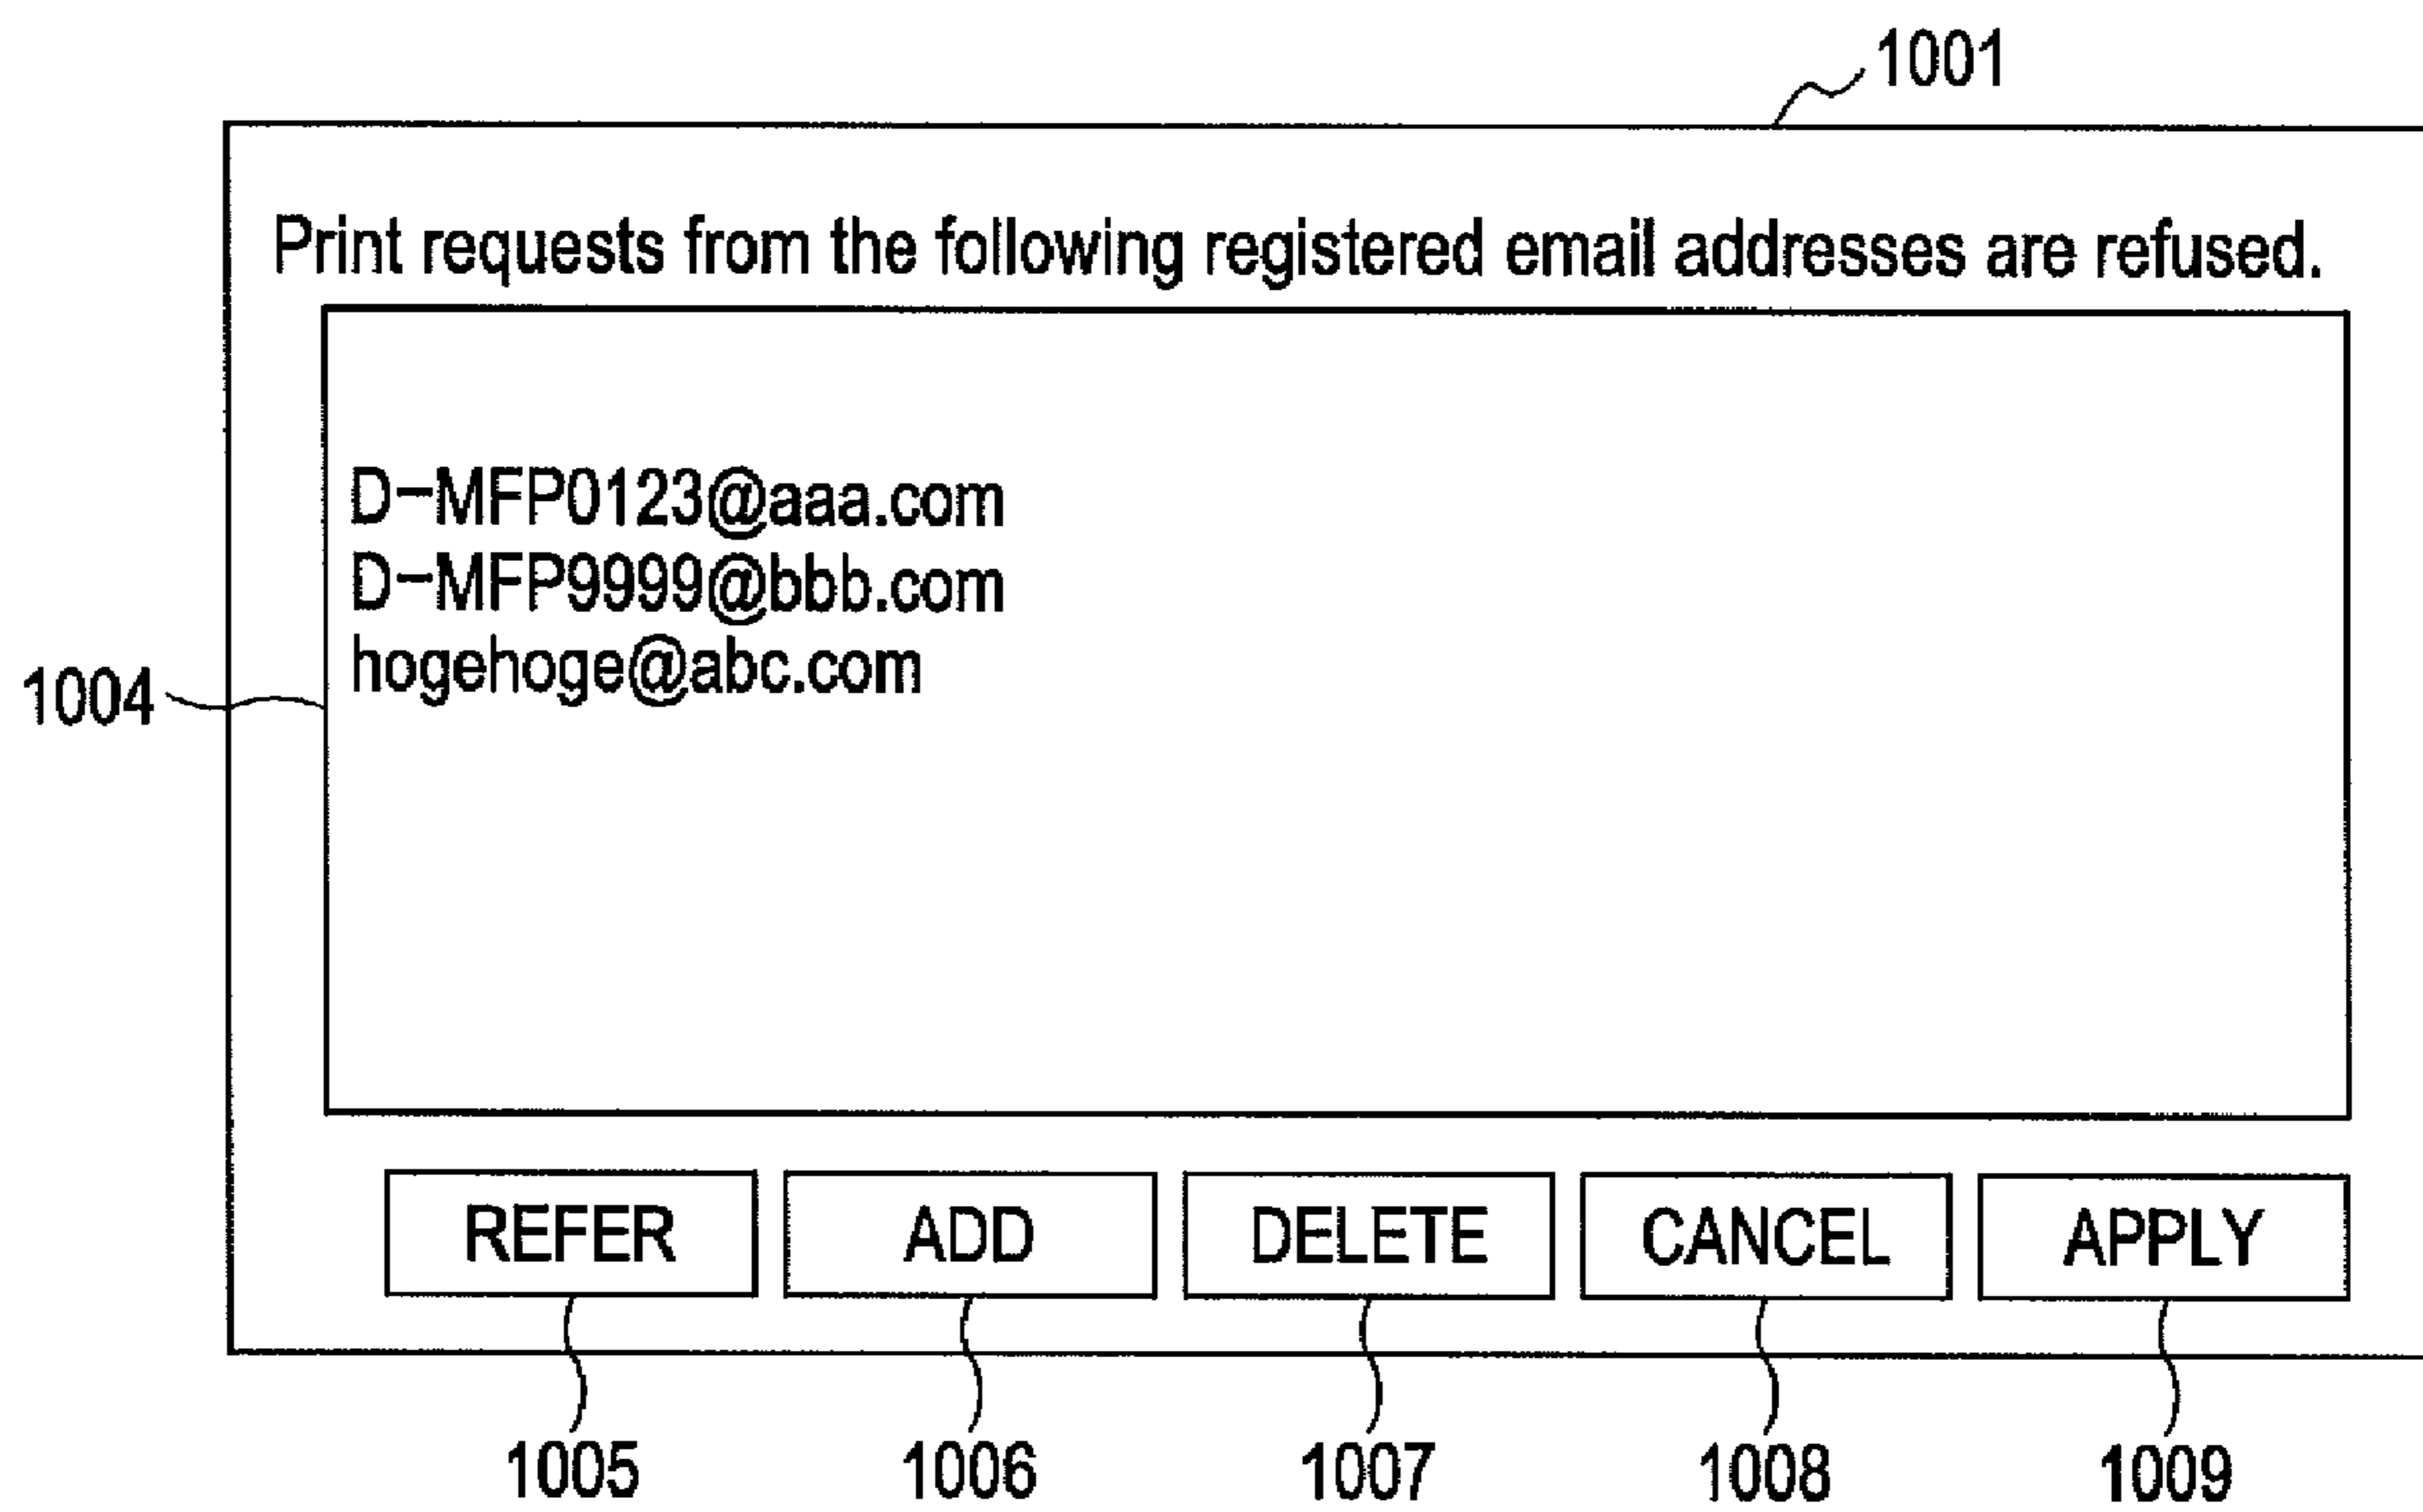 1001
Print requests from the following registered email addresses are refused.
D-MFP0123@aaa.com
D-MFP9999@bbb.com
hogehoge@abc.com
1004
REFER ADD DELETE CANCEL APPLY
1005 1006 1007 1008 1009